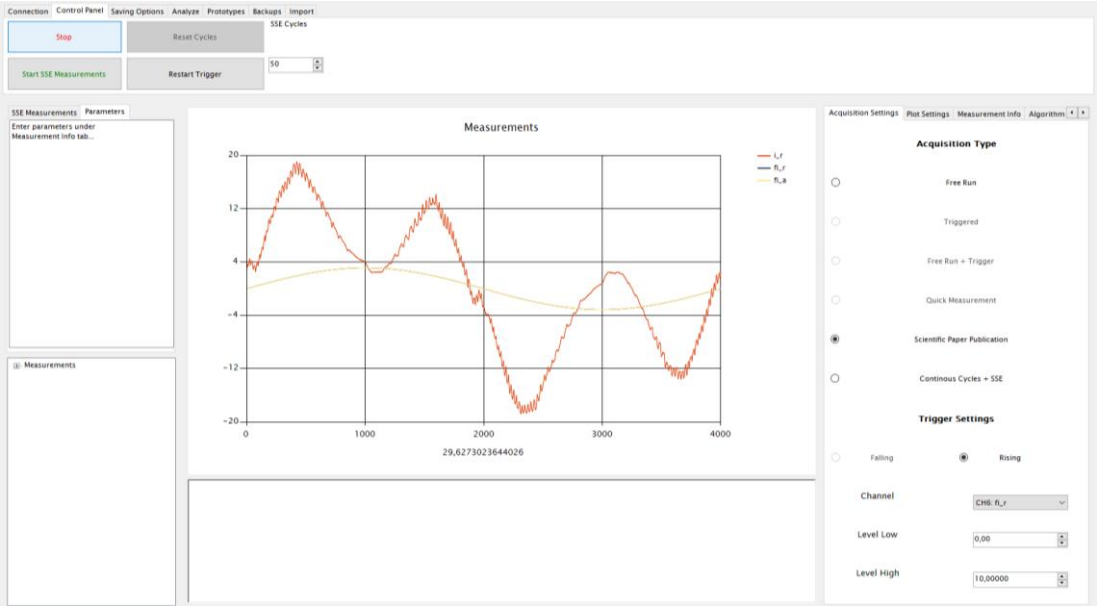 Connection Control Panel Saving Options Analyze Prototypes Backups Import
Stop
Reset Cycles
SSE Cycles
Start SSE Measurements
Restart Trigger
50
SSE Measurements Parameters
Enter parameters under
Measurement Info tab...
Measurements
Measurements
20
12
4
-4
-12
-20
0 1000 2000 3000 4000
29,6273023644026
i_r
fi_r
fi_a
Acquisition Settings Plot Settings Measurement Info Algorithm
Acquisition Type
Free Run
Triggered
Free Run + Trigger
Quick Measurement
Scientific Paper Publication
Continous Cycles + SSE
Trigger Settings
Falling Rising
Channel CH6: fi_r
Level Low 0,00
Level High 10,00000